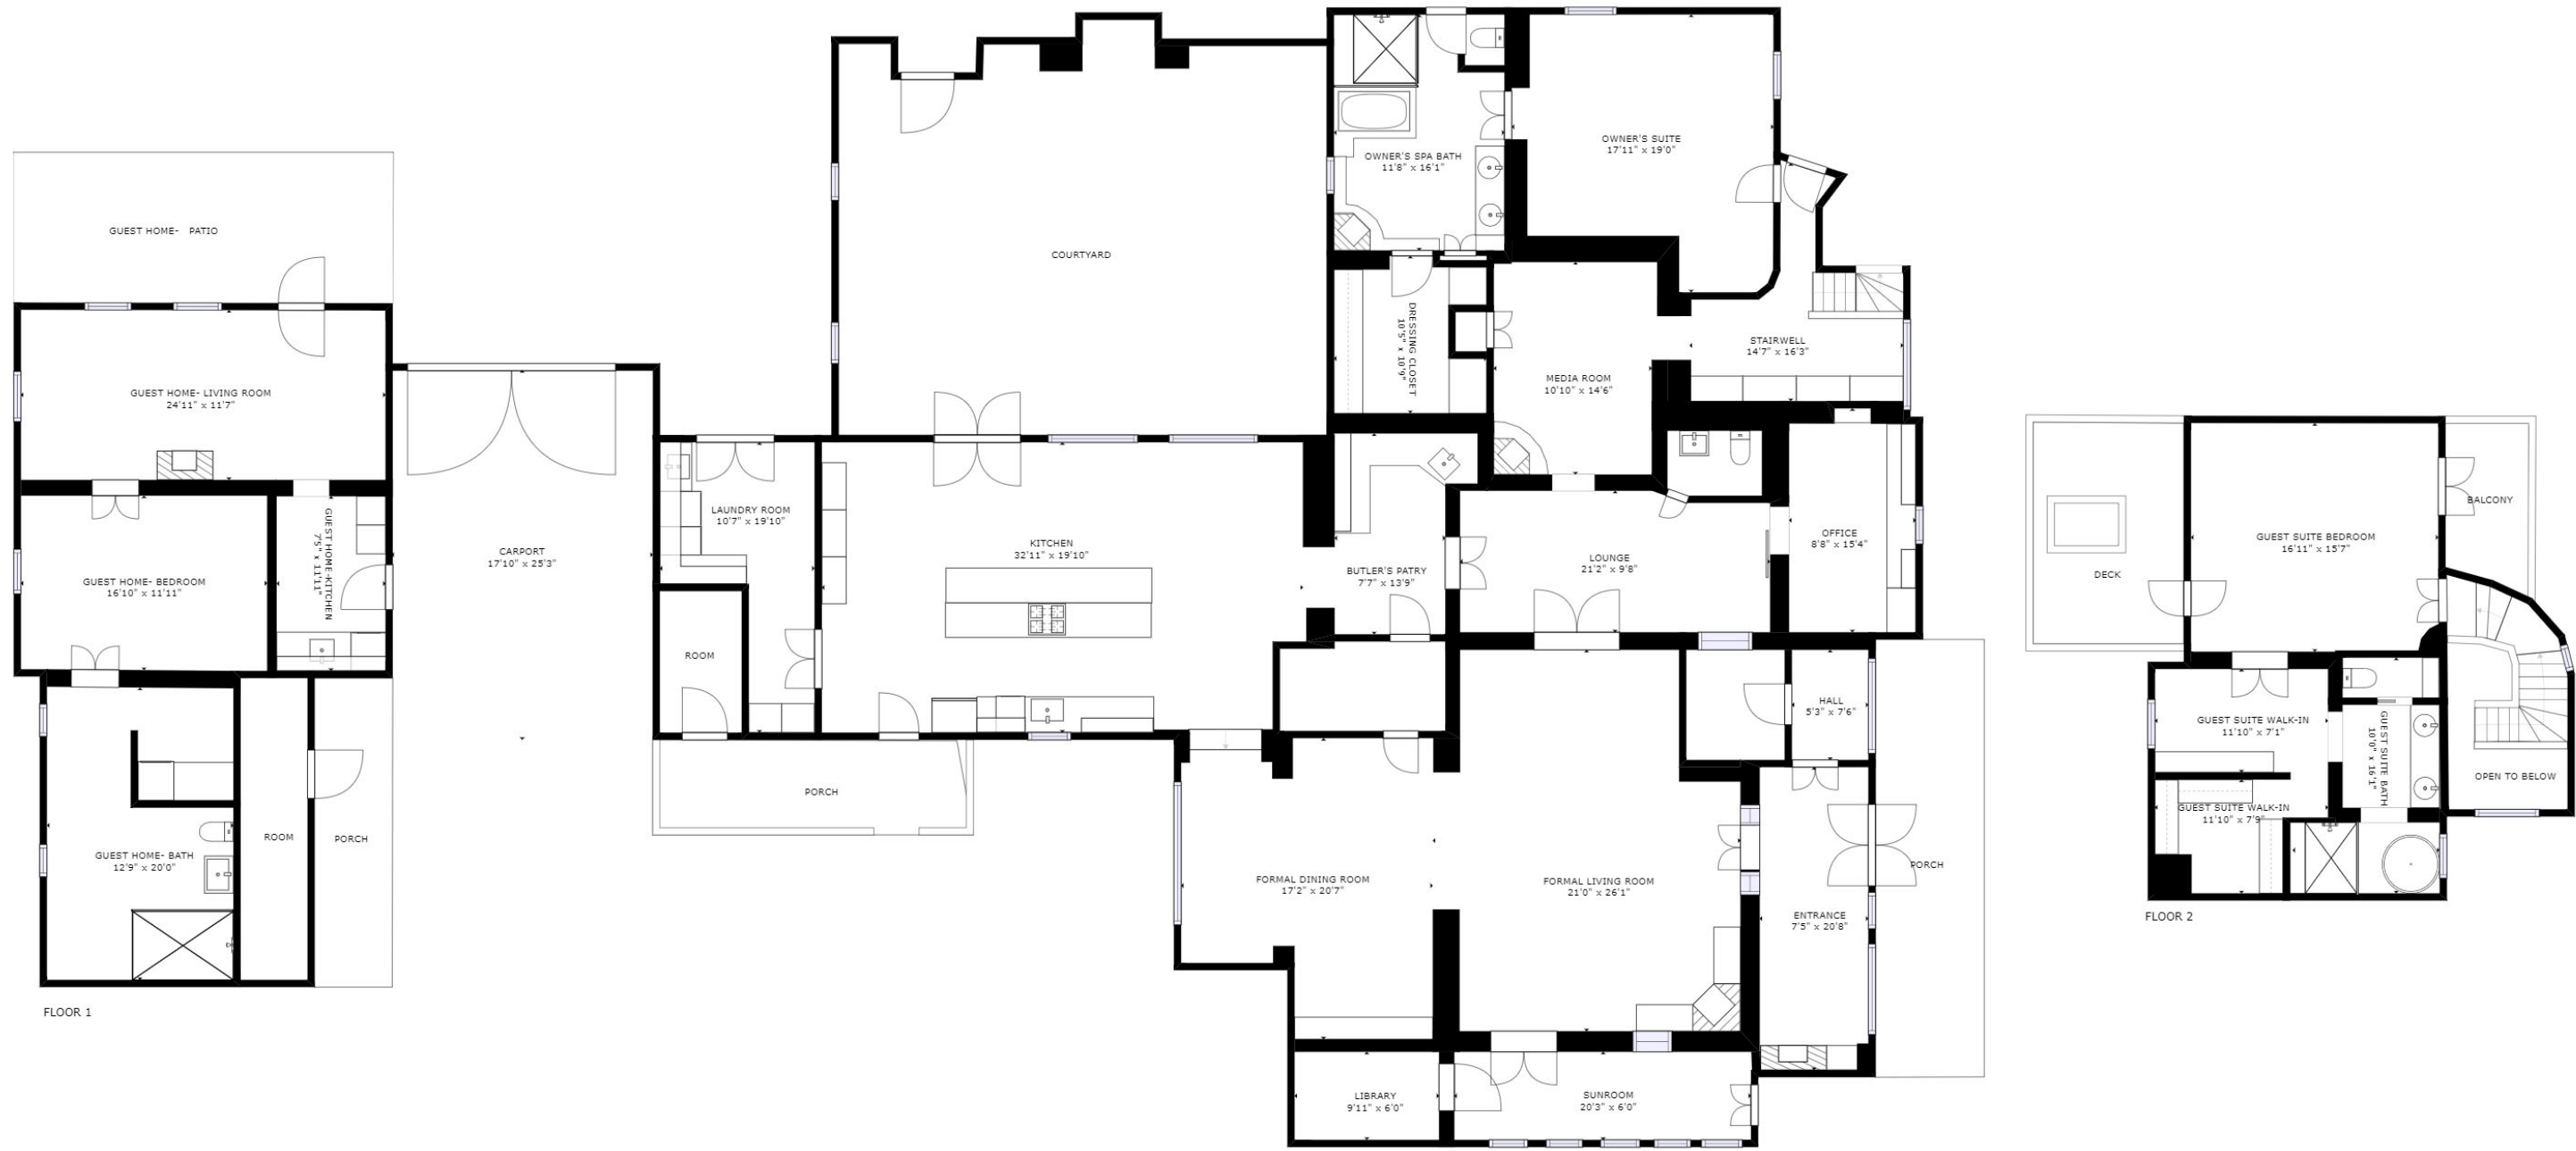 GUEST HOME- PATIO
GUEST HOME- LIVING ROOM
24'11" x 11'7"
GUEST HOME- BEDROOM
16'10" x 11'11"
GUEST HOME-KITCHEN
7'5" x 11'11"
GUEST HOME- BATH
12'9" x 20'0"
ROOM
PORCH
FLOOR 1
CARPORT
17'10" x 25'3"
LAUNDRY ROOM
10'7" x 19'10"
ROOM
PORCH
COURTYARD
KITCHEN
32'11" x 19'10"
OWNER'S SPA BATH
11'8" x 16'1"
OWNER'S SUITE
17'11" x 19'0"
DRESSING CLOSET
10'5" x 10'9"
MEDIA ROOM
10'10" x 14'6"
STAIRWELL
14'7" x 16'3"
BUTLER'S PATRY
7'7" x 13'9"
LOUNGE
21'2" x 9'8"
OFFICE
8'8" x 15'4"
HALL
5'3" x 7'6"
FORMAL DINING ROOM
17'2" x 20'7"
FORMAL LIVING ROOM
21'0" x 26'1"
ENTRANCE
7'5" x 20'8"
PORCH
LIBRARY
9'11" x 6'0"
SUNROOM
20'3" x 6'0"
DECK
GUEST SUITE BEDROOM
16'11" x 15'7"
BALCONY
GUEST SUITE WALK-IN
11'10" x 7'1"
GUEST SUITE BATH
10'0" x 16'1"
OPEN TO BELOW
GUEST SUITE WALK-IN
11'10" x 7'9"
FLOOR 2